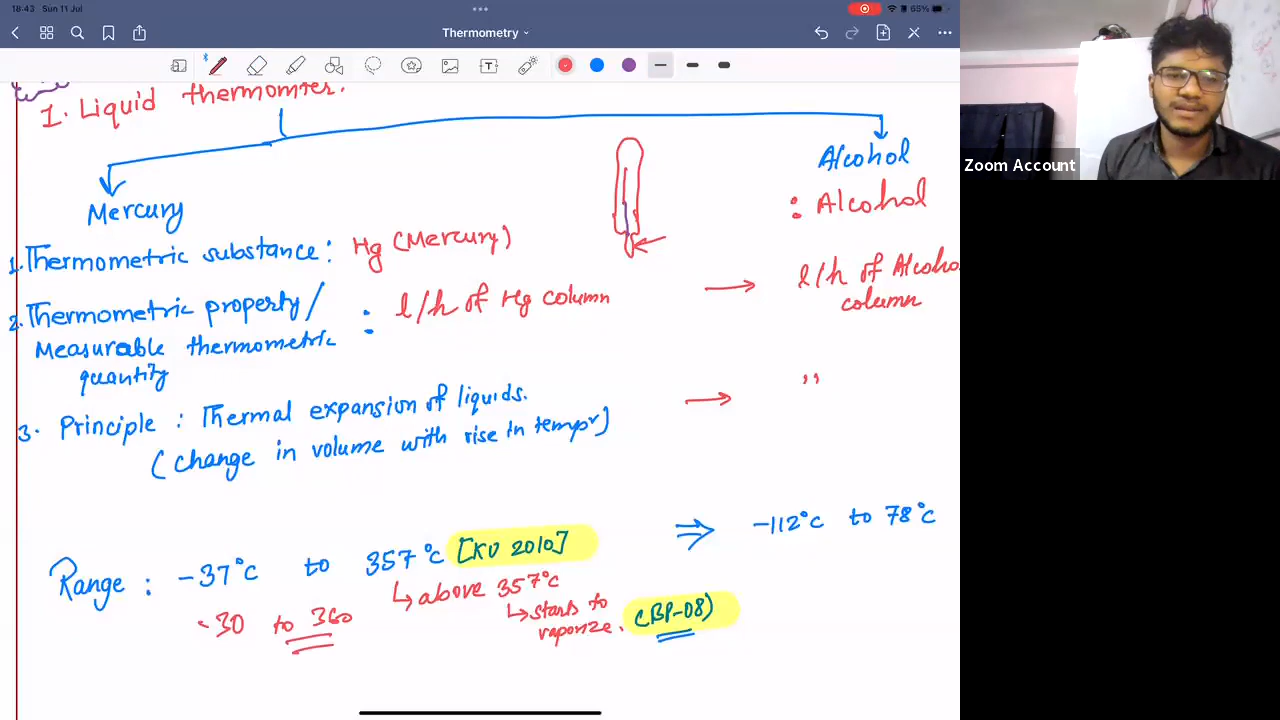 18:43 Sun 11 Jul
65%
Thermometry
1. Liquid thermomter.
Mercury
Alcohol
Zoom Account
1. Thermometric substance : Hg (Mercury)
: Alcohol
2. Thermometric property/
Measurable thermometric
quantity
: l/h of Hg column
→ l/h of Alcoho
column
3. Principle : Thermal expansion of liquids.
(change in volume with rise in tempr)
→ ,,
Range : -37°C to 357°C [KU 2010]
⇒ -112°C to 78°C
-30 to 360
↳ above 357°C
↳ starts to
vaporize.
(BP-08)